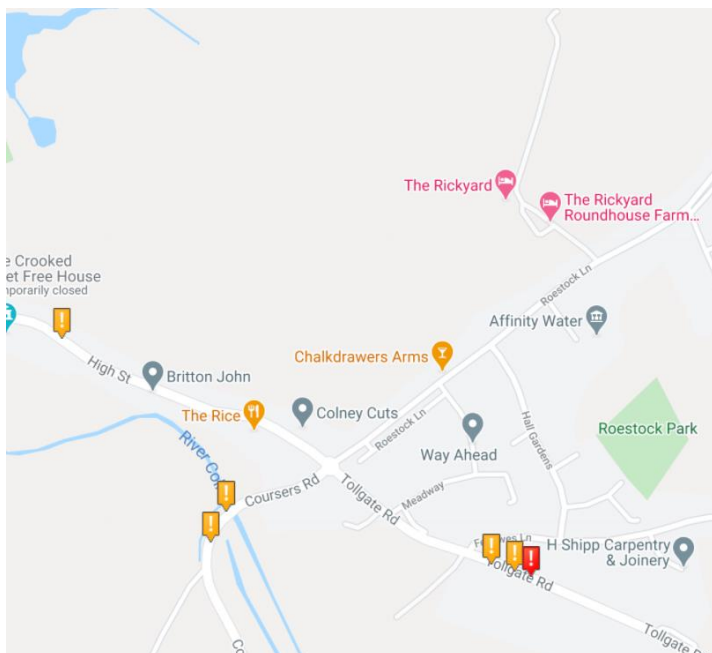 The Rickyard
The Rickyard
Roundhouse Farm...
Roestock Ln
e Crooked
et Free House
mporarily closed
Affinity Water
High St
Britton John
Chalkdrawers Arms
The Rice
Colney Cuts
Roestock Ln
Hall Gardens
Roestock Park
Way Ahead
River Col
Coursers Rd
Tollgate Rd
Meadway
H Shipp Carpentry
& Joinery
Tollgate Rd
Tollgate R
Co